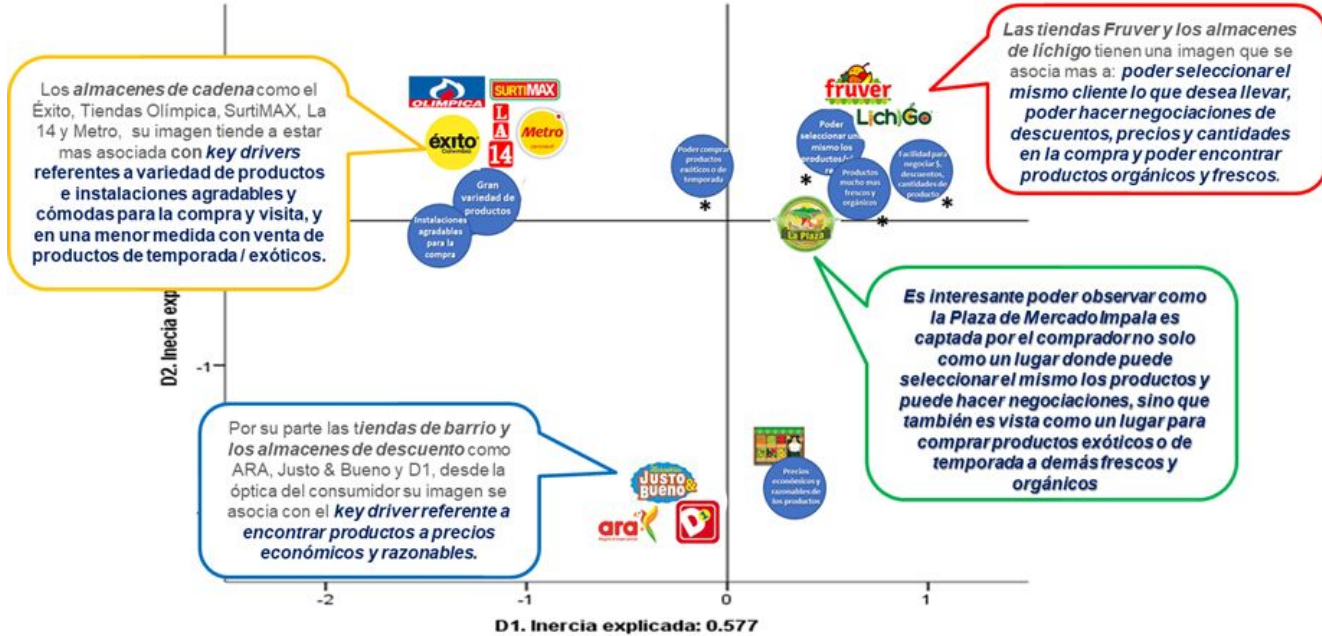 Los almacenes de cadena como el
Éxito, Tiendas Olímpica, SurtiMAX, La
14 y Metro, su imagen tiende a estar
mas asociada con key drivers
referentes a variedad de productos
e instalaciones agradables y
cómodas para la compra y visita, y
en una menor medida con venta de
productos de temporada / exóticos.
OLIMPICA
SURTIMAX
éxito
Colombia
LA
14
Metro
cencosud
Gran
variedad de
productos
Instalaciones
agradables
para la
compra
Poder comprar
productos
exóticos o de
temporada
*
fruver
LichiGo
Poder
seleccionar uno
mismo los
*
Productos
mucho mas
frescos y
orgánicos
*
Facilidad para
negociar $,
descuentos,
cantidades de
producto
*
La Plaza
Las tiendas Fruver y los almacenes
de líchigo tienen una imagen que se
asocia mas a: poder seleccionar el
mismo cliente lo que desea llevar,
poder hacer negociaciones de
descuentos, precios y cantidades
en la compra y poder encontrar
productos orgánicos y frescos.
Es interesante poder observar como
la Plaza de Mercado Impala es
captada por el comprador no solo
como un lugar donde puede
seleccionar el mismo los productos y
puede hacer negociaciones, sino que
también es vista como un lugar para
comprar productos exóticos o de
temporada a demás frescos y
orgánicos
Por su parte las tiendas de barrio y
los almacenes de descuento como
ARA, Justo & Bueno y D1, desde la
óptica del consumidor su imagen se
asocia con el key driver referente a
encontrar productos a precios
económicos y razonables.
JUSTO &
BUENO
ara
D1
Precios
económicos y
razonables de
los productos
D2. Inecia exp
-1
-2
-1
0
1
D1. Inercia explicada: 0.577